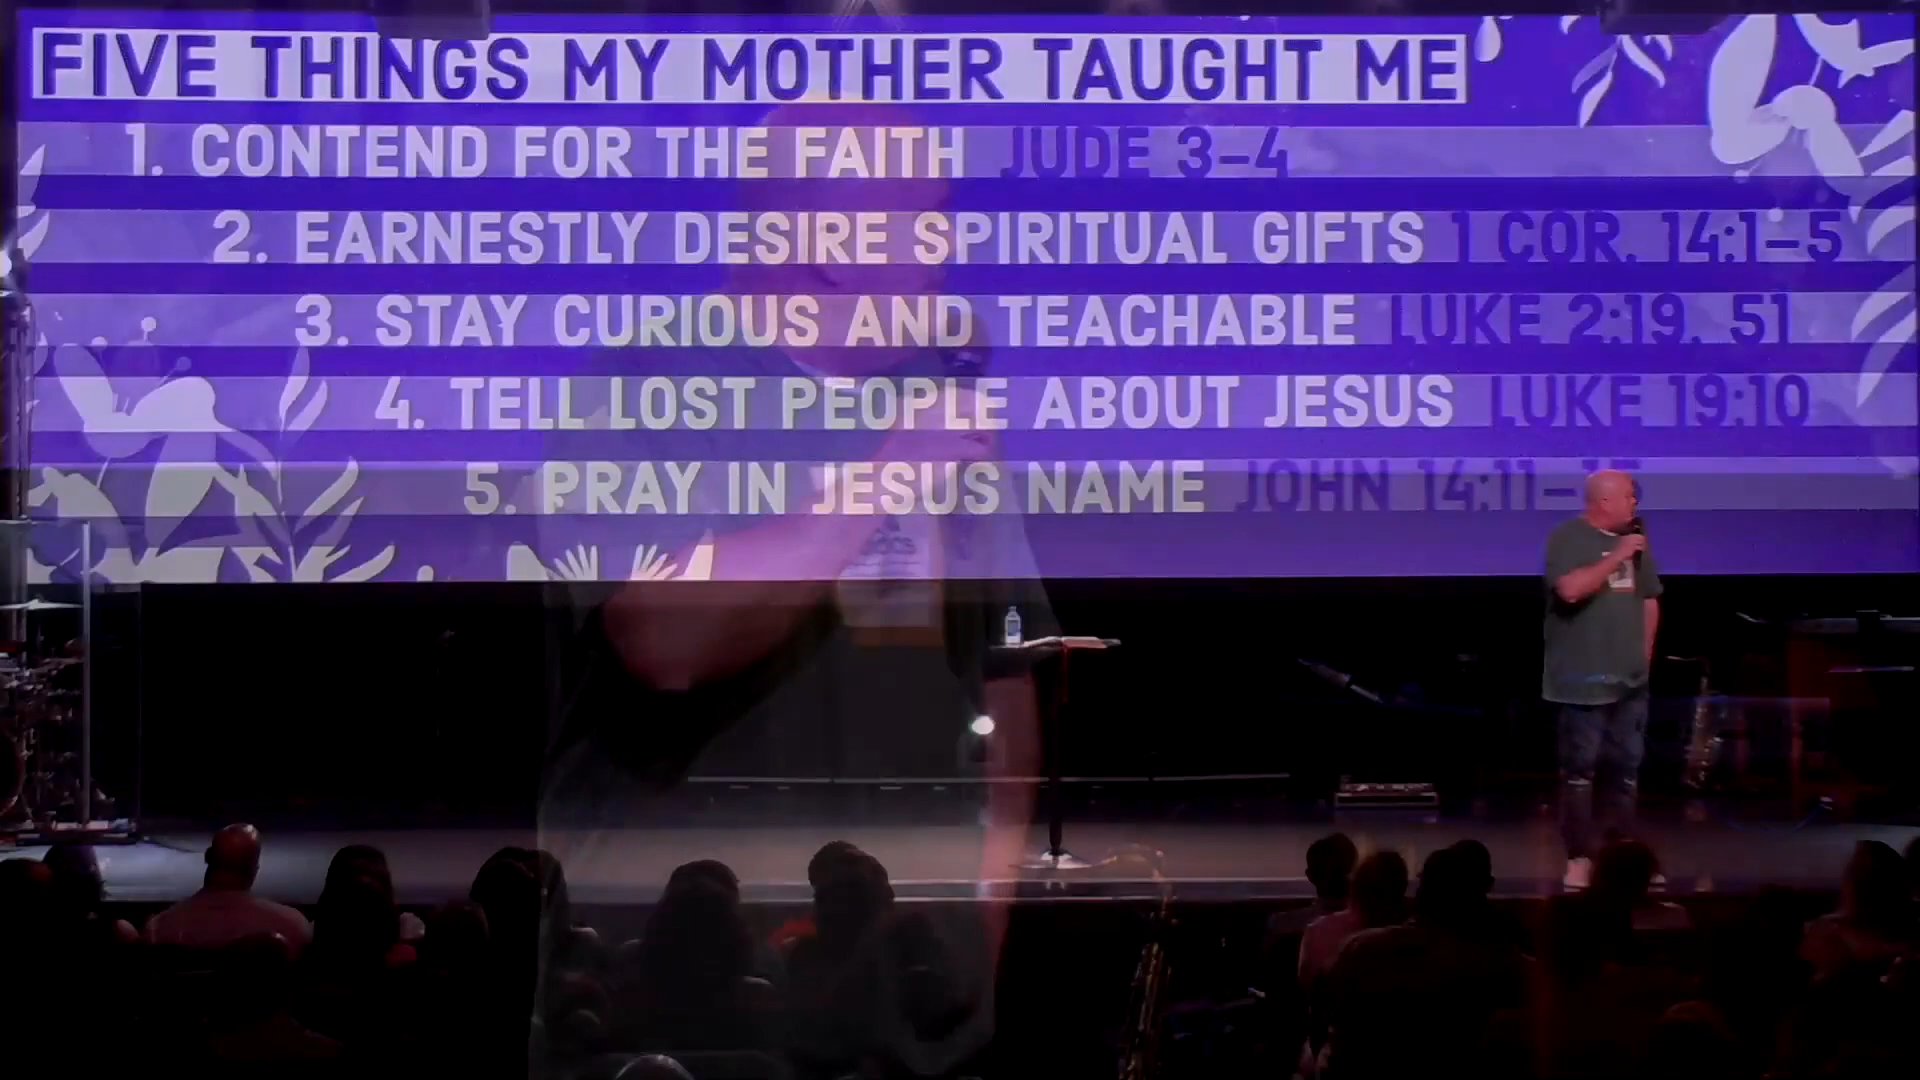 FIVE THINGS MY MOTHER TAUGHT ME
1. CONTEND FOR THE FAITH JUDE 3-4
2. EARNESTLY DESIRE SPIRITUAL GIFTS 1 COR. 14:1-5
3. STAY CURIOUS AND TEACHABLE LUKE 2:19, 51
4. TELL LOST PEOPLE ABOUT JESUS LUKE 19:10
5. PRAY IN JESUS NAME JOHN